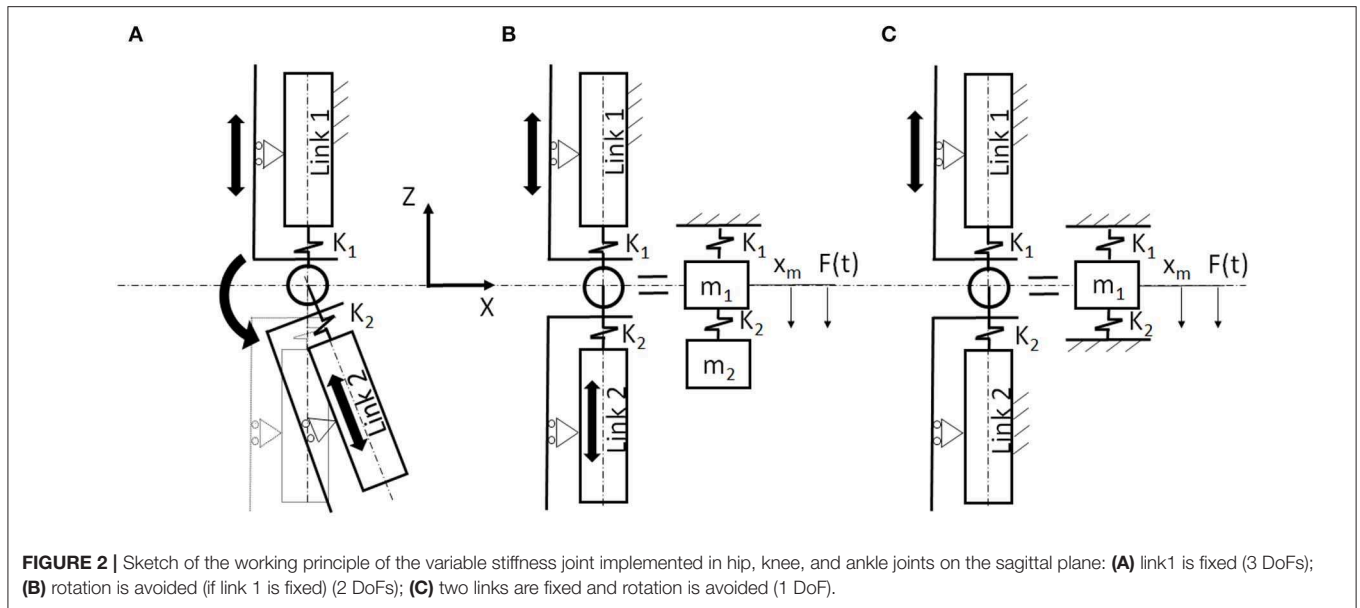 A
B
C
Link 1
K1
Z
X
K2
Link 2
Link 1
K1
K2
Link 2
K1
xm F(t)
m1
K2
m2
Link 1
K1
K2
Link 2
K1
xm F(t)
m1
K2
FIGURE 2 | Sketch of the working principle of the variable stiffness joint implemented in hip, knee, and ankle joints on the sagittal plane: (A) link1 is fixed (3 DoFs);
(B) rotation is avoided (if link 1 is fixed) (2 DoFs); (C) two links are fixed and rotation is avoided (1 DoF).